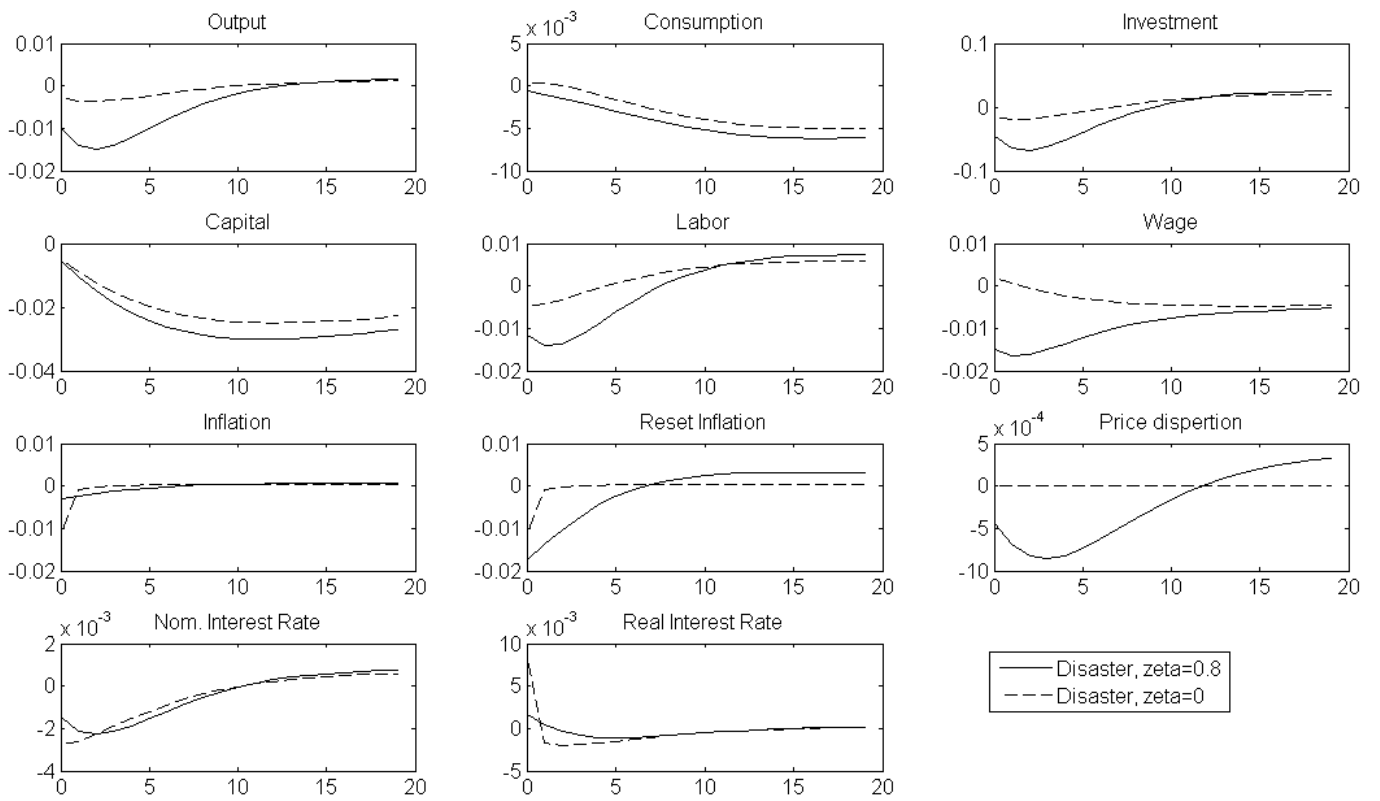 Output
0.01
0
-0.01
-0.02
0 5 10 15 20
Consumption
x 10^-3
5
0
-5
-10
0 5 10 15 20
Investment
0.1
0
-0.1
0 5 10 15 20
Capital
0
-0.02
-0.04
0 5 10 15 20
Labor
0.01
0
-0.01
-0.02
0 5 10 15 20
Wage
0.01
0
-0.01
-0.02
0 5 10 15 20
Inflation
0.01
0
-0.01
-0.02
0 5 10 15 20
Reset Inflation
0.01
0
-0.01
-0.02
0 5 10 15 20
Price dispertion
x 10^-4
5
0
-5
-10
0 5 10 15 20
Nom. Interest Rate
x 10^-3
2
0
-2
-4
0 5 10 15 20
Real Interest Rate
x 10^-3
10
5
0
-5
0 5 10 15 20
Disaster, zeta=0.8
Disaster, zeta=0